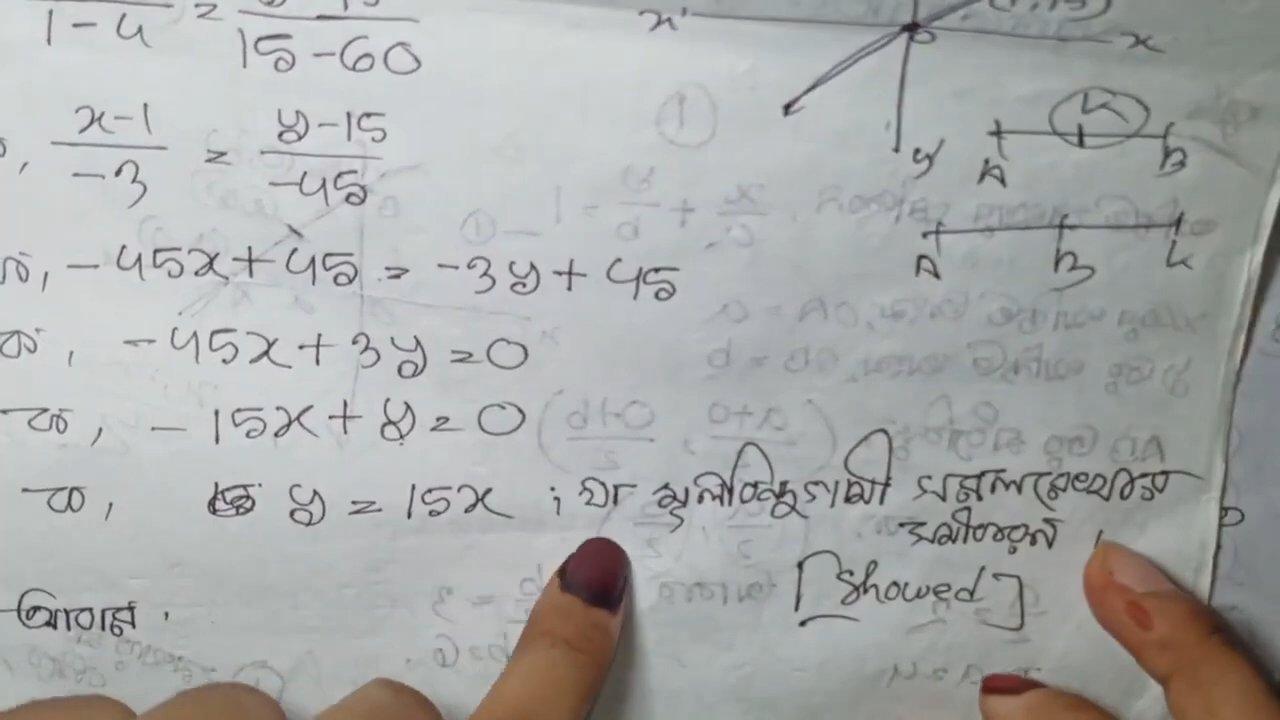 1-4 = 15-60
x-1/-3 = y-15/-45
বা, -45x+45 = -3y+45
বা, -45x+3y=0
বা, -15x+y=0
বা, y = 15x ; যা মূলবিন্দুগামী সরলরেখার
সমীকরণ ।
[Showed]
আবার,
x' x
y'
K
A B
A B K